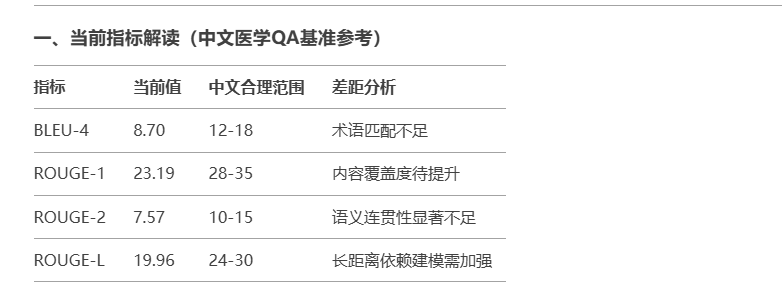 一、当前指标解读（中文医学QA基准参考）
指标 当前值 中文合理范围 差距分析
BLEU-4 8.70 12-18 术语匹配不足
ROUGE-1 23.19 28-35 内容覆盖度待提升
ROUGE-2 7.57 10-15 语义连贯性显著不足
ROUGE-L 19.96 24-30 长距离依赖建模需加强